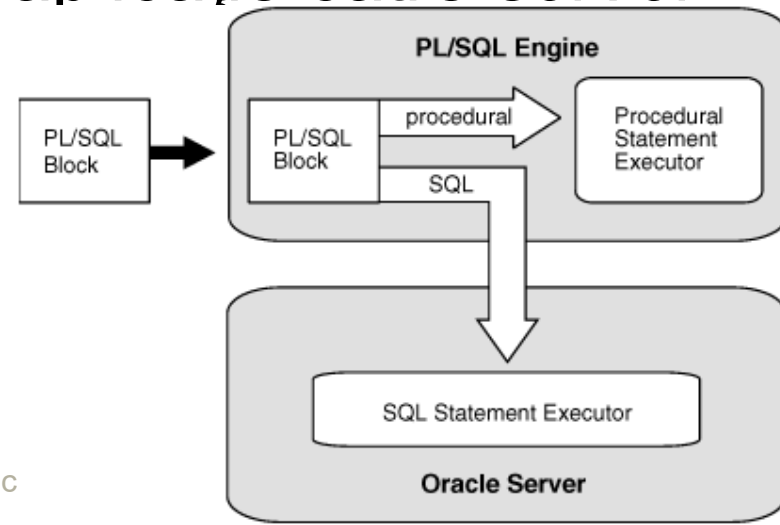 PL/SQL Engine
PL/SQL
Block
PL/SQL
Block
procedural
Procedural
Statement
Executor
SQL
SQL Statement Executor
Oracle Server
c